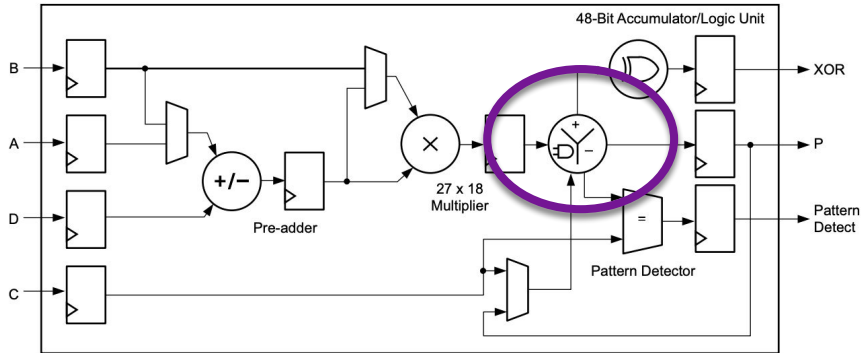 48-Bit Accumulator/Logic Unit
B
XOR
A
+
−
P
×
+/−
27 x 18
Multiplier
D
Pre-adder
=
Pattern
Detect
Pattern Detector
C